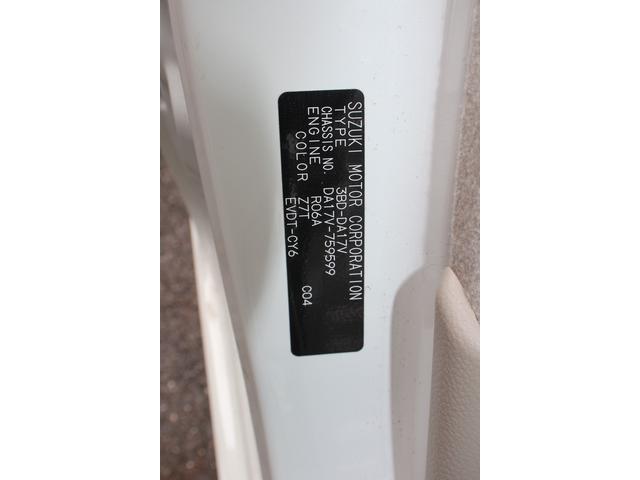 SUZUKI MOTOR CORPORATION
TYPE 3BD-DA17V
CHASSIS NO. DA17V-759599
ENGINE R06A
COLOR Z7T C04
EVDT-CY6